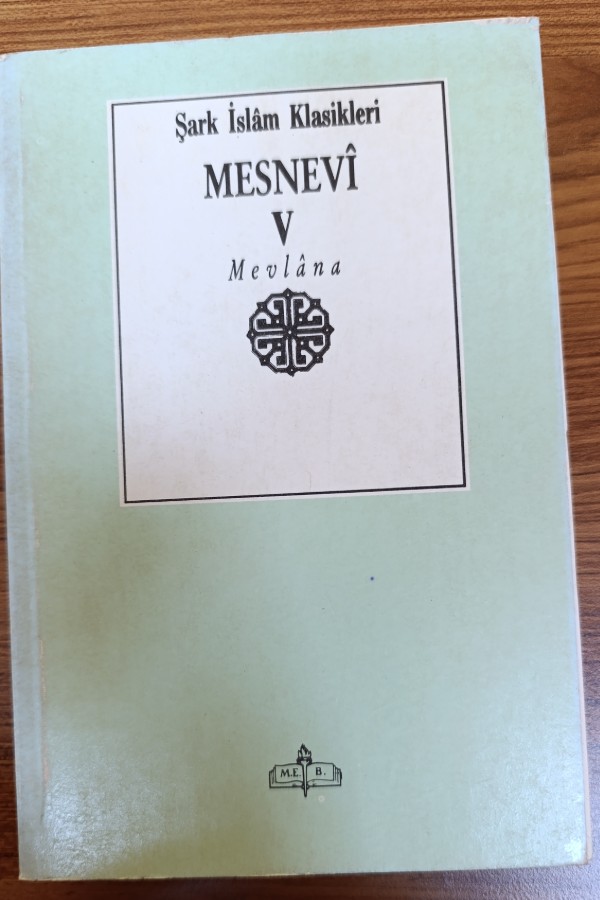 Şark İslâm Klasikleri
MESNEVÎ
V
Mevlâna
M.E. B.